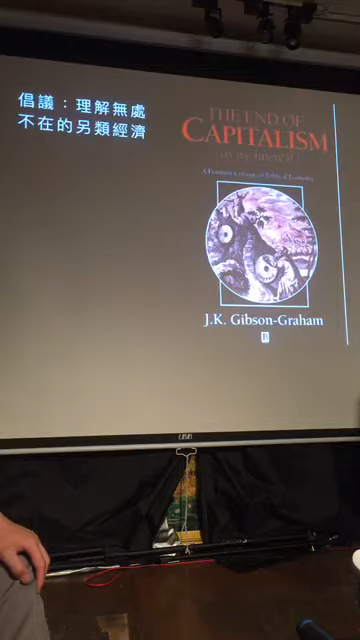 倡議：理解無處
不在的另類經濟
THE END OF
CAPITALISM
(as we knew it)
A Feminist Critique of Political Economy
J.K. Gibson-Graham